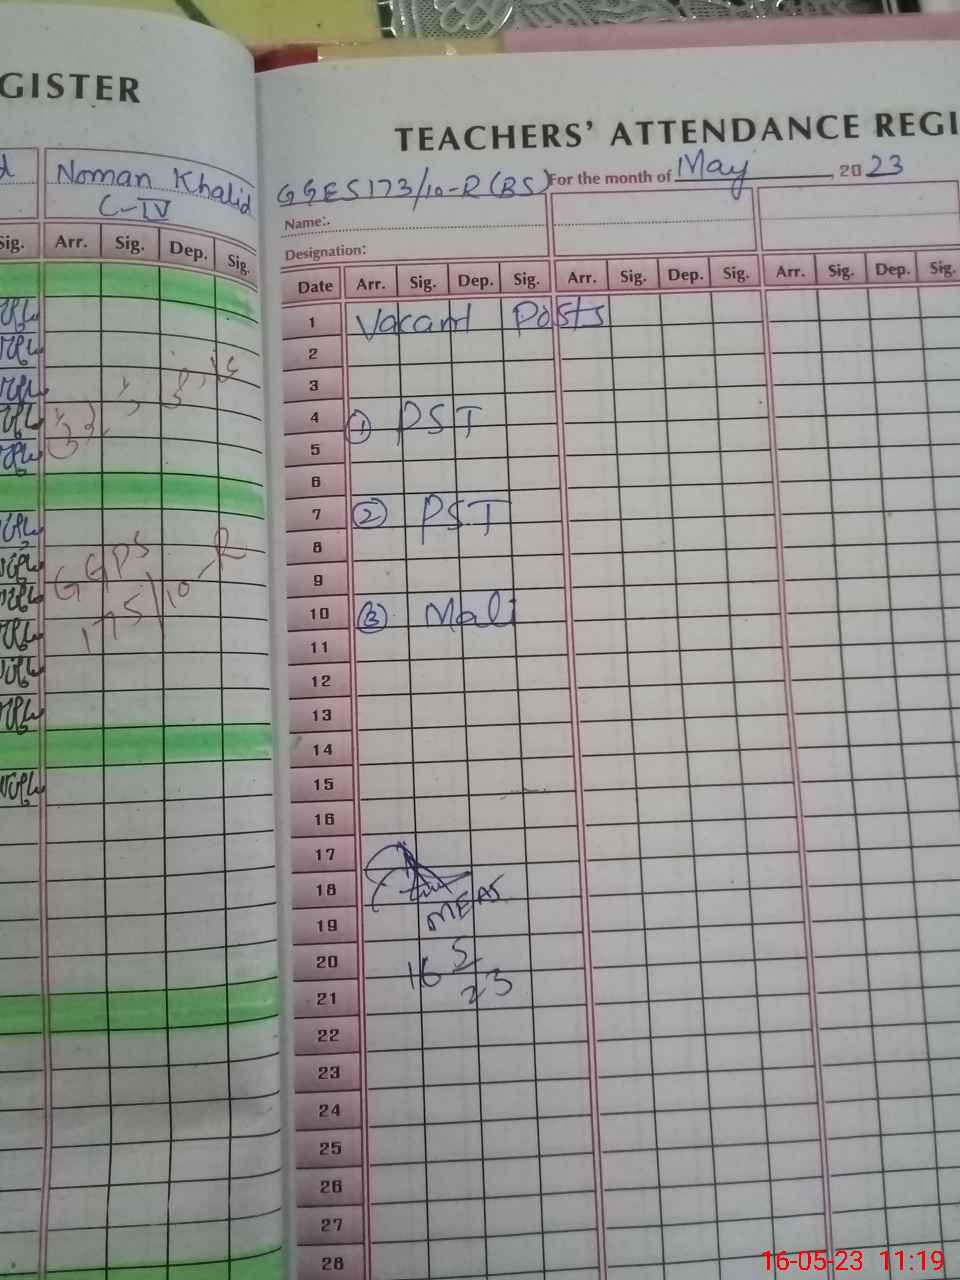 GISTER
Noman Khalid
C-IV
Sig. Arr. Sig. Dep. Sig.
GGPS
175/10-R
TEACHERS' ATTENDANCE REGI
GGES173/10-R (BS) For the month of May, 2023
Name:.
Designation:
Date Arr. Sig. Dep. Sig. Arr. Sig. Dep. Sig. Arr. Sig. Dep. Sig.
1 Vacant Posts
2
3
4 ① PST
5
6
7 ② PST
8
9
10 ③ Mali
11
12
13
14
15
16
17
18
19 MEAS
20 16 5
21 23
22
23
24
25
26
27
28
16-05-23 11:19